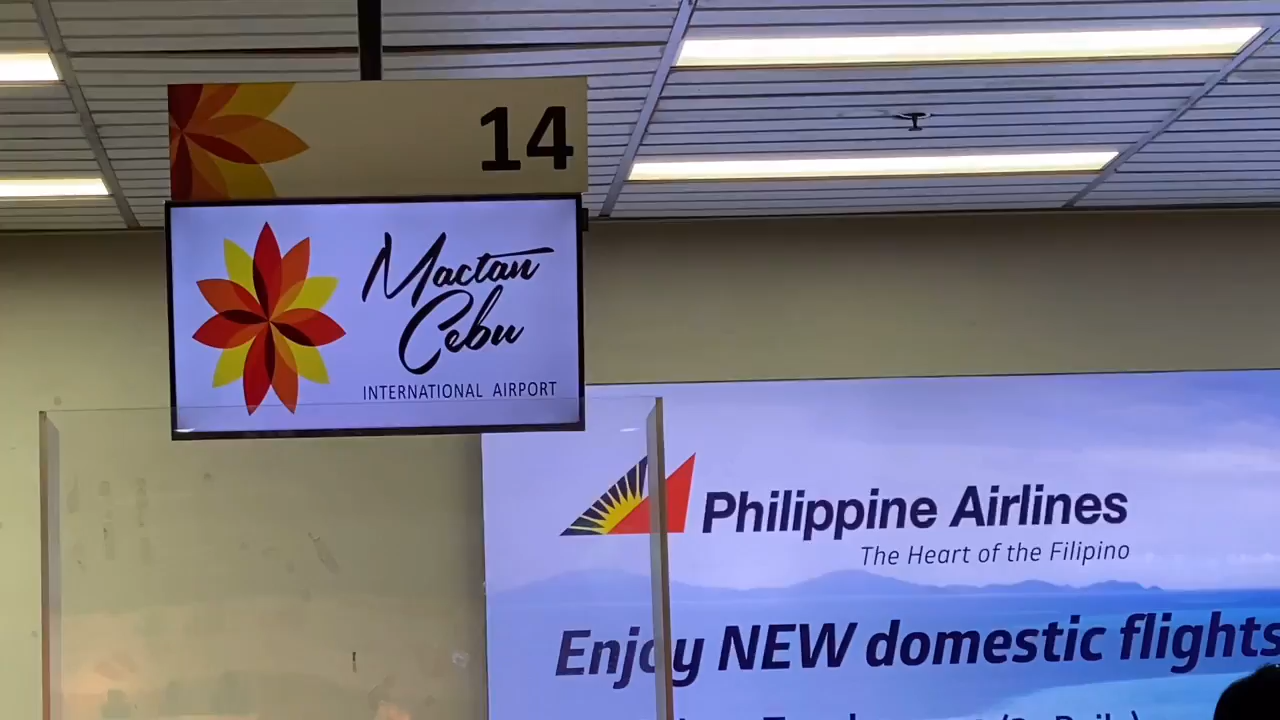 14
Mactan
Cebu
INTERNATIONAL AIRPORT
Philippine Airlines
The Heart of the Filipino
Enjoy NEW domestic flights